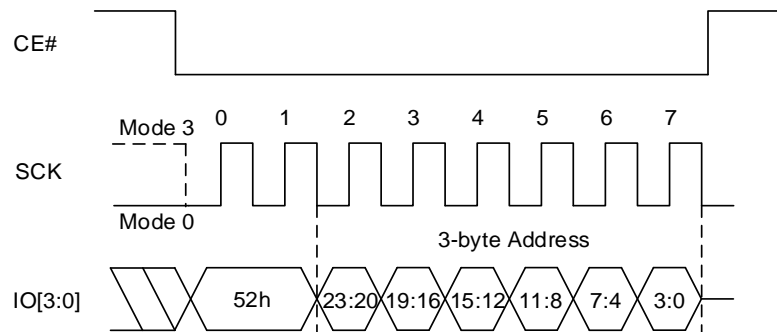 CE#
Mode 3
0 1 2 3 4 5 6 7
SCK
Mode 0
3-byte Address
IO[3:0]
52h 23:20 19:16 15:12 11:8 7:4 3:0